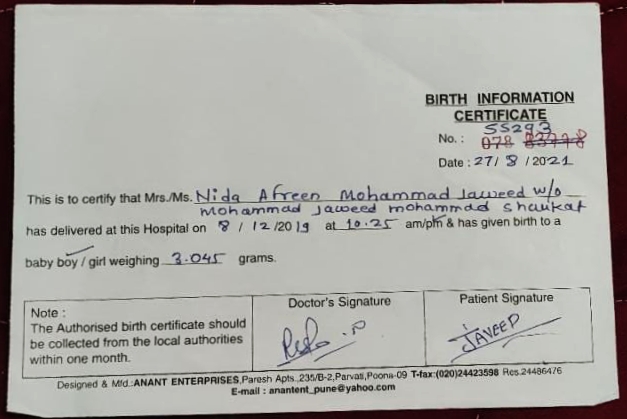 BIRTH INFORMATION
CERTIFICATE
55293
No. : 078
Date : 27/ 8 / 2021
This is to certify that Mrs./Ms. Nida Afreen Mohammad Jaweed w/o
mohammad jaweed mohammad shaukat
has delivered at this Hospital on 8 / 12 /2019 at 10.25 am/pm & has given birth to a
baby boy / girl weighing 3.045 grams.
Note :
The Authorised birth certificate should
be collected from the local authorities
within one month.
Doctor's Signature
Patient Signature
JAVEED
Designed & Mfd.:ANANT ENTERPRISES,Paresh Apts.,235/B-2,Parvati,Poona-09 T-fax:(020)24423598 Res.24486476
E-mail : anantent_pune@yahoo.com